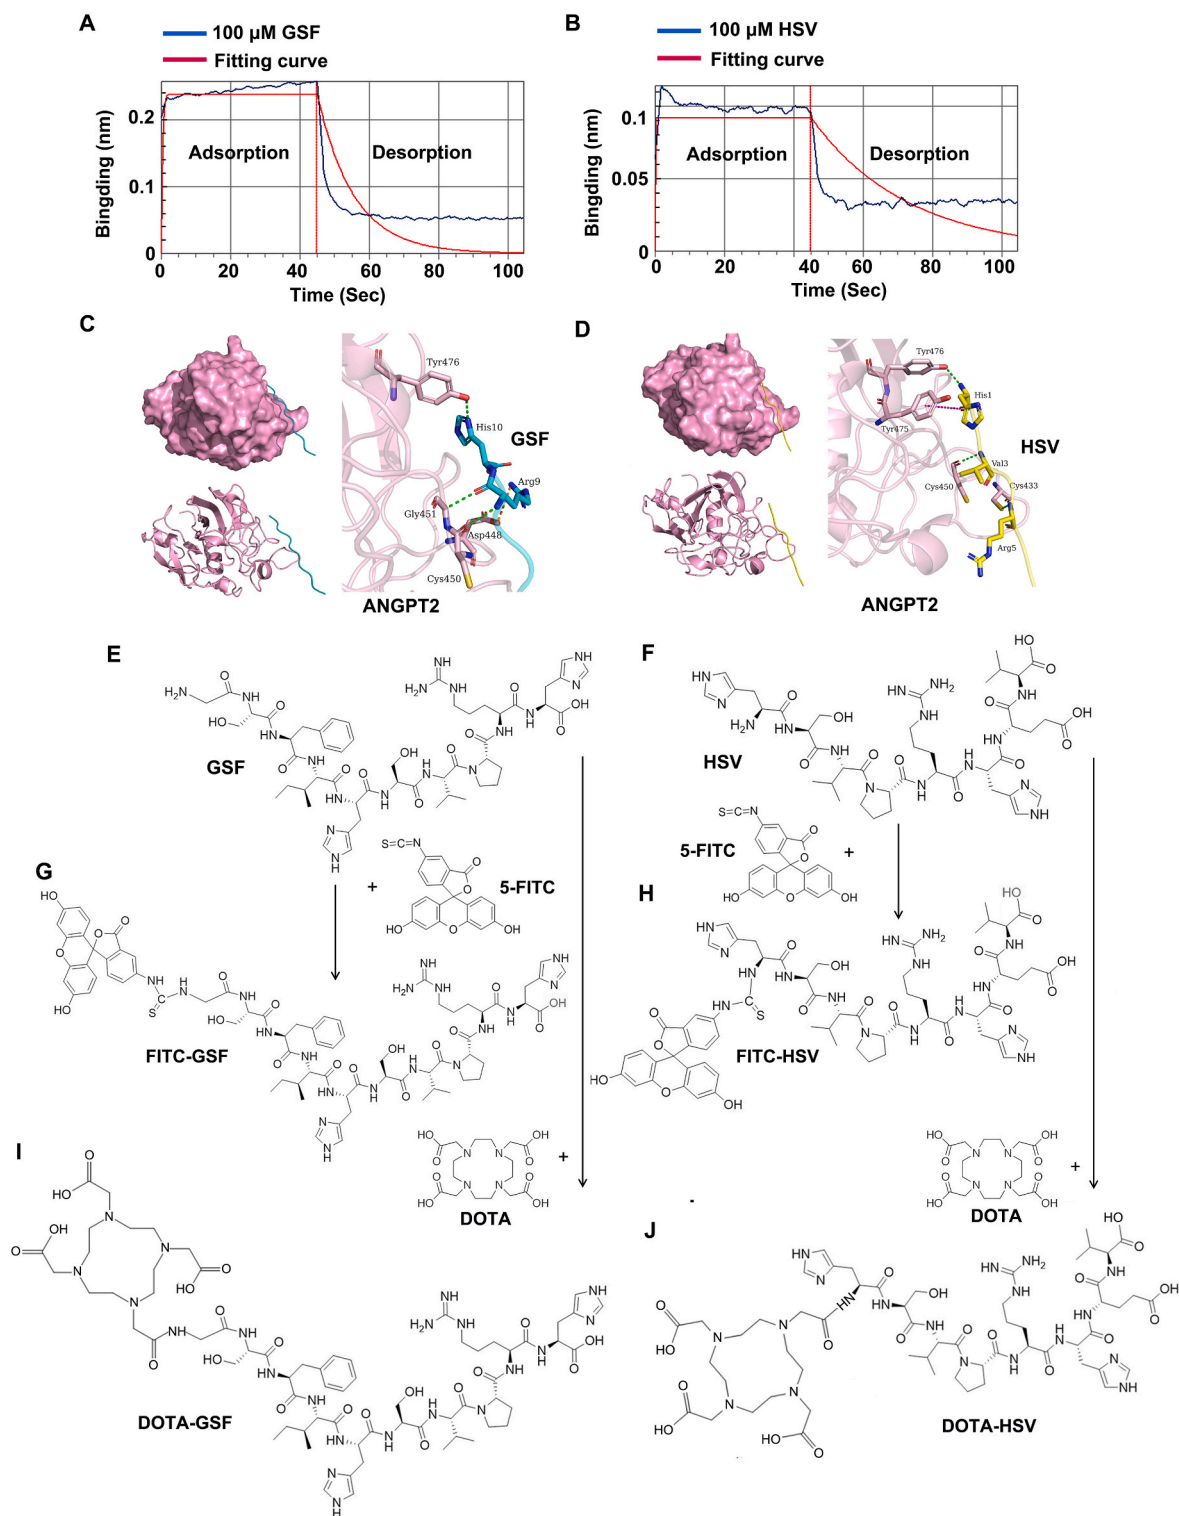 A
100 μM GSF
Fitting curve
Bingding (nm)
0.2
0.1
0
Adsorption
Desorption
0 20 40 60 80 100
Time (Sec)
B
100 μM HSV
Fitting curve
Bingding (nm)
0.1
0.05
0
Adsorption
Desorption
0 20 40 60 80 100
Time (Sec)
C
Tyr476
His10
GSF
Arg9
Gly451
Asp448
Cys450
ANGPT2
D
Tyr476
His1
Tyr475
HSV
Val3
Cys450
Cys433
Arg5
ANGPT2
E
GSF
F
HSV
5-FITC
+
G
+
5-FITC
FITC-GSF
H
FITC-HSV
I
DOTA
+
DOTA-GSF
DOTA
+
J
DOTA-HSV